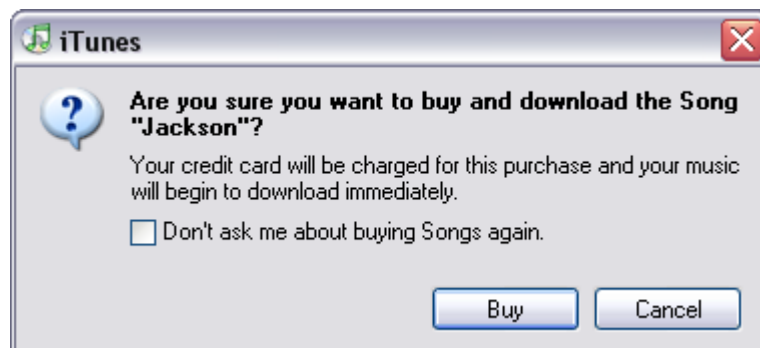 iTunes
Are you sure you want to buy and download the Song
"Jackson"?
Your credit card will be charged for this purchase and your music
will begin to download immediately.
Don't ask me about buying Songs again.
Buy Cancel